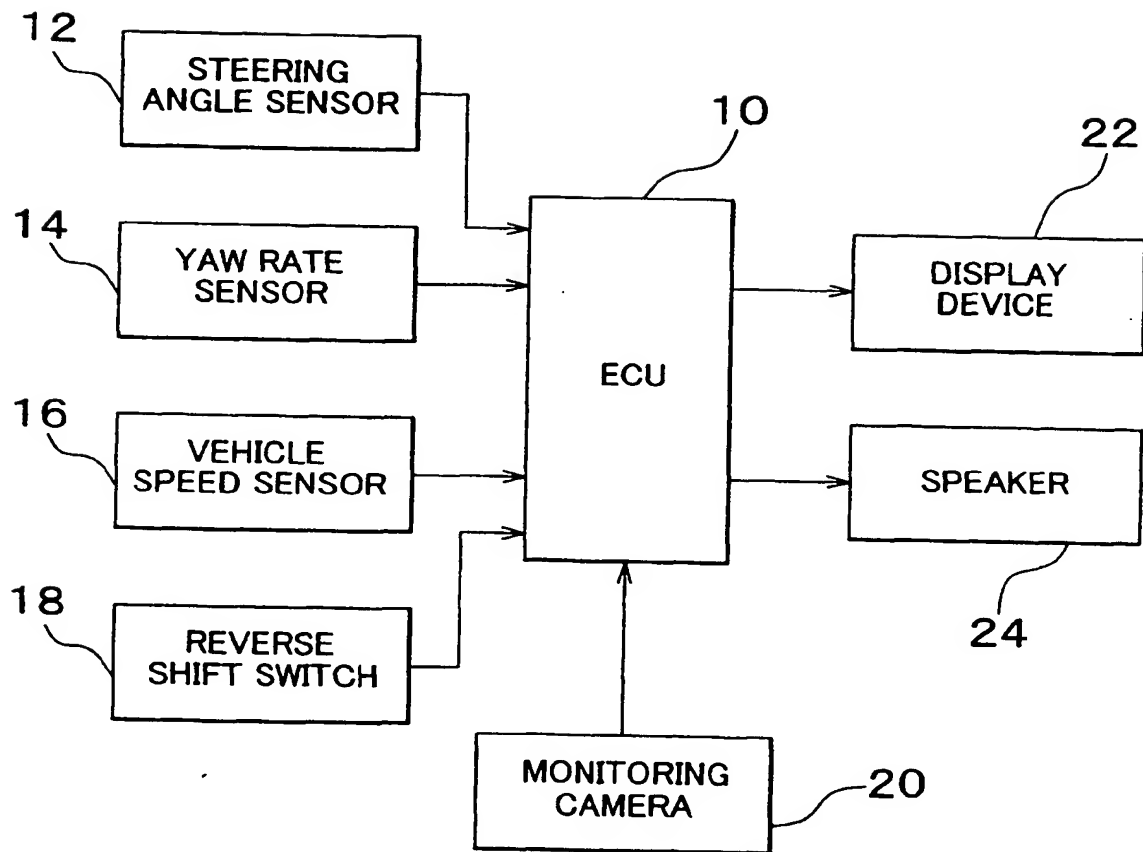 12
STEERING
ANGLE SENSOR
10
22
14
YAW RATE
SENSOR
DISPLAY
DEVICE
ECU
16
VEHICLE
SPEED SENSOR
SPEAKER
24
18
REVERSE
SHIFT SWITCH
MONITORING
CAMERA
20